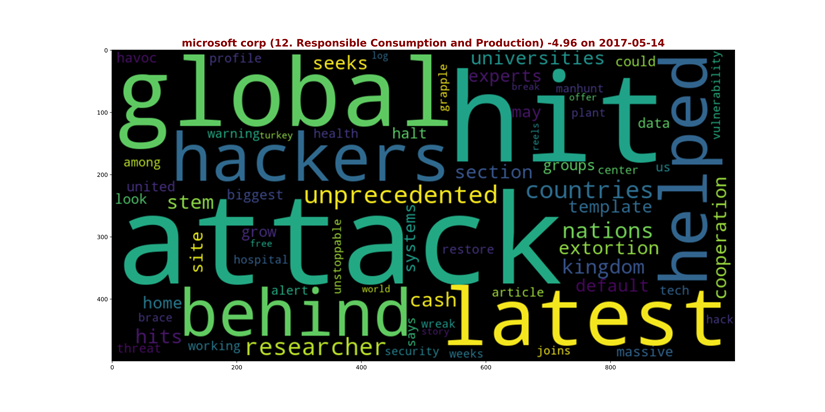 microsoft corp (12. Responsible Consumption and Production) -4.96 on 2017-05-14
0
100
200
300
400
0
200
400
600
800
havoc
profile
seeks
log
universities
could
global
grapple
experts
break
manhunt
offer
hit
helped
vulnerability
may
plant
data
reels
warning
turkey
health
halt
hackers
among
section
groups
center
us
united
look
stem
biggest
unprecedented
countries
template
cooperation
attack
site
grow
free
hospital
unstoppable
systems
restore
nations
extortion
kingdom
default
tech
alert
world
cash
article
home
behind
latest
brace
hits
says
wreak
story
hack
threat
working
researcher
security
weeks
joins
massive